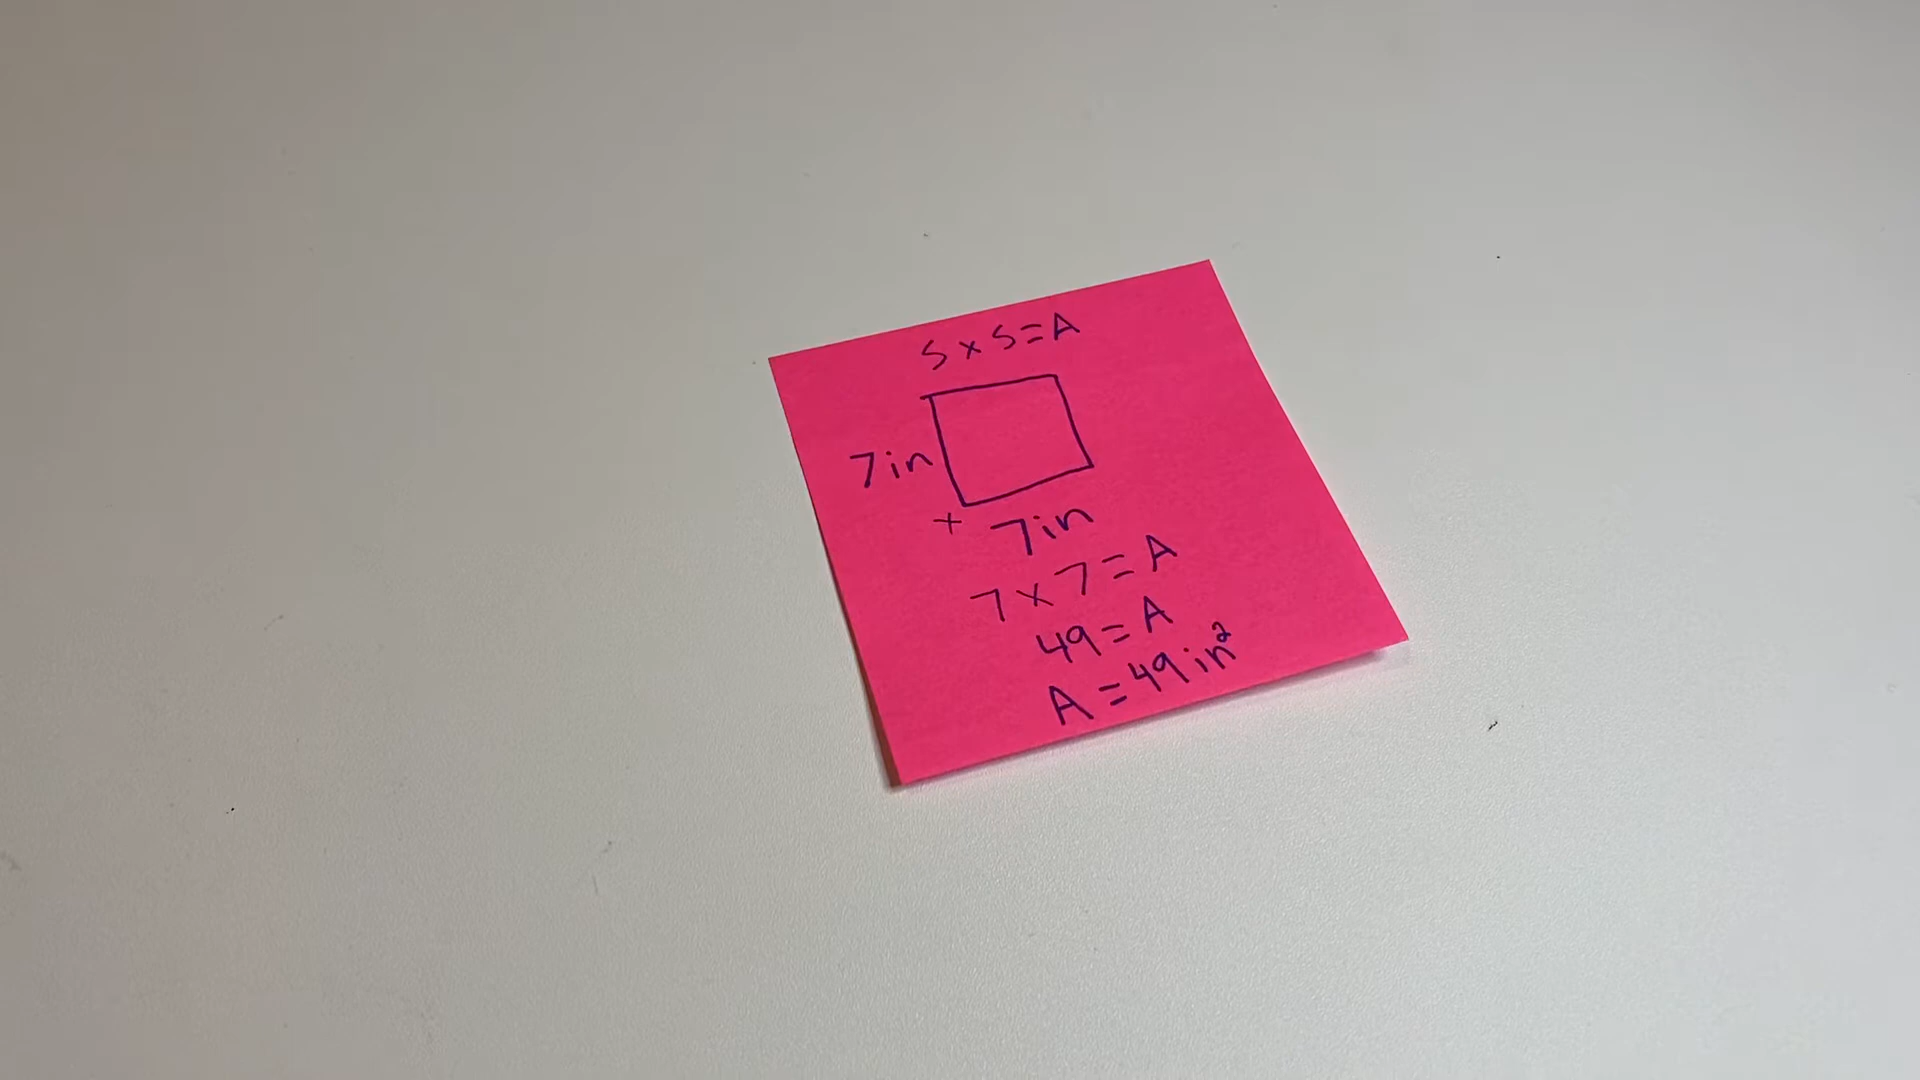 S x S = A
7in
x 7in
7 x 7 = A
49 = A
A = 49 in²